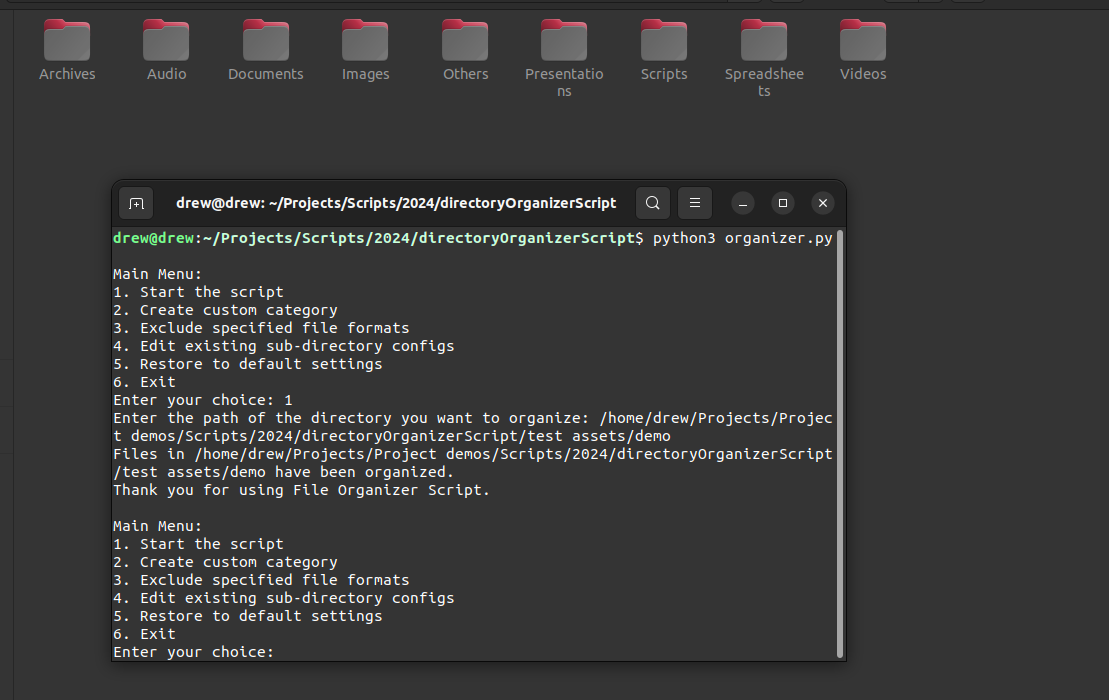 Archives
Audio
Documents
Images
Others
Presentatio
ns
Scripts
Spreadshee
ts
Videos
drew@drew: ~/Projects/Scripts/2024/directoryOrganizerScript
drew@drew:~/Projects/Scripts/2024/directoryOrganizerScript$ python3 organizer.py
Main Menu:
1. Start the script
2. Create custom category
3. Exclude specified file formats
4. Edit existing sub-directory configs
5. Restore to default settings
6. Exit
Enter your choice: 1
Enter the path of the directory you want to organize: /home/drew/Projects/Projec
t demos/Scripts/2024/directoryOrganizerScript/test assets/demo
Files in /home/drew/Projects/Project demos/Scripts/2024/directoryOrganizerScript
/test assets/demo have been organized.
Thank you for using File Organizer Script.
Main Menu:
1. Start the script
2. Create custom category
3. Exclude specified file formats
4. Edit existing sub-directory configs
5. Restore to default settings
6. Exit
Enter your choice: